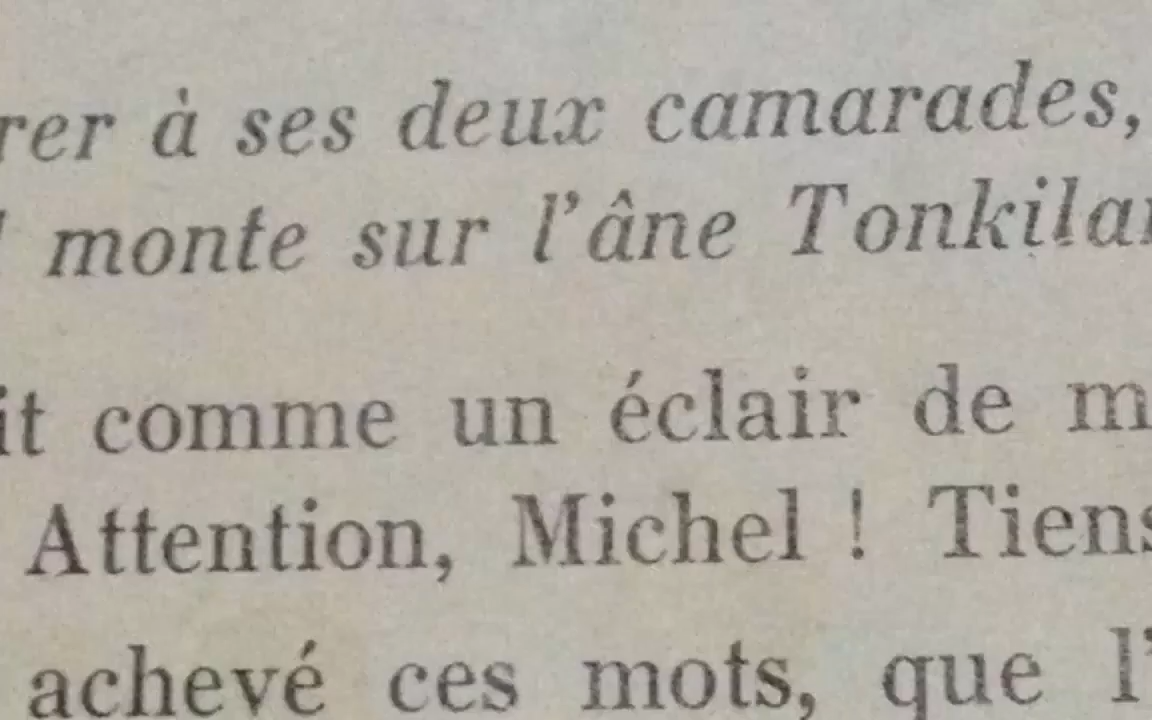 rer à ses deux camarades,
monte sur l'âne Tonkila
it comme un éclair de m
Attention, Michel ! Tiens
achevé ces mots, que l'